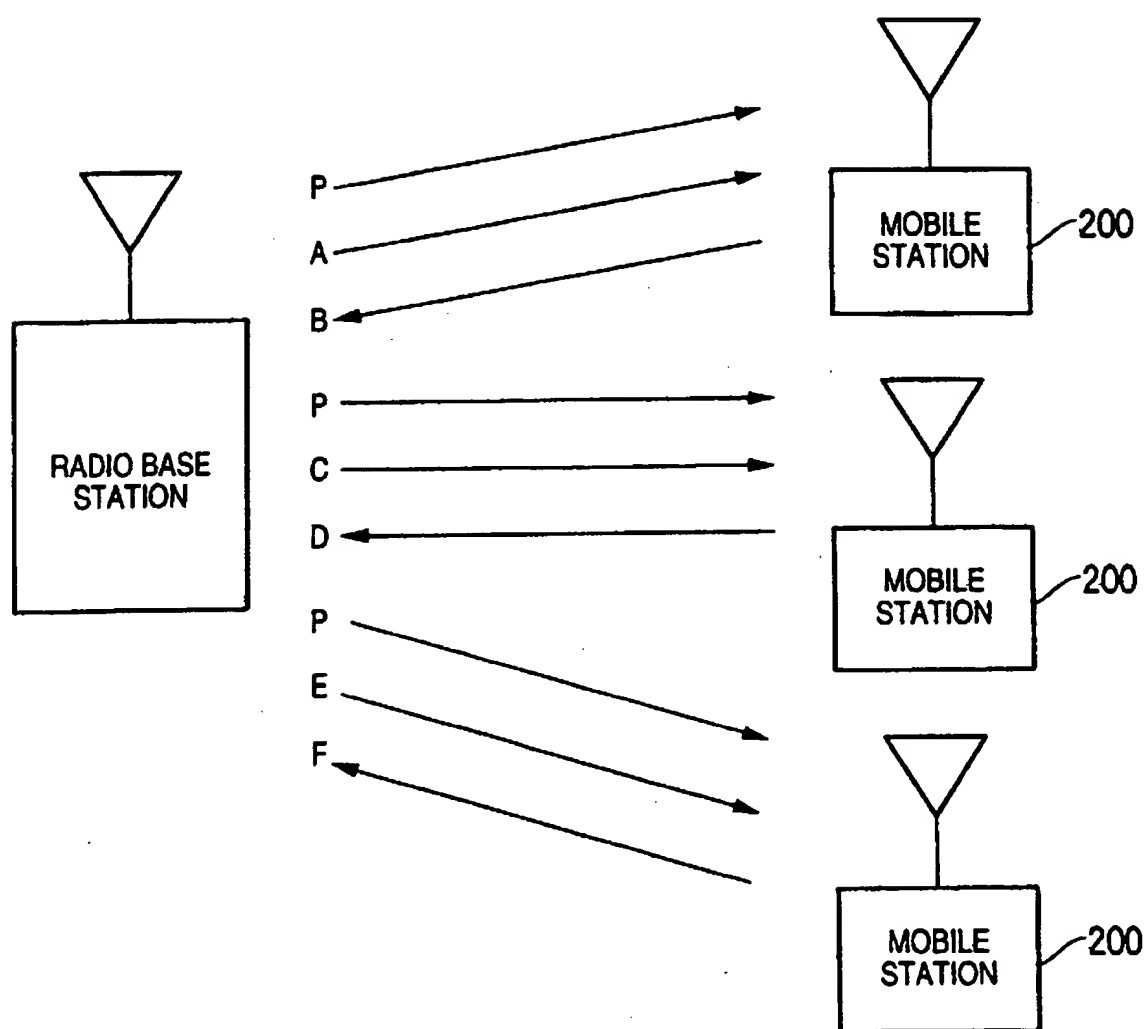 P
A
B
RADIO BASE
STATION
P
C
D
P
E
F
MOBILE
STATION
200
MOBILE
STATION
200
MOBILE
STATION
200